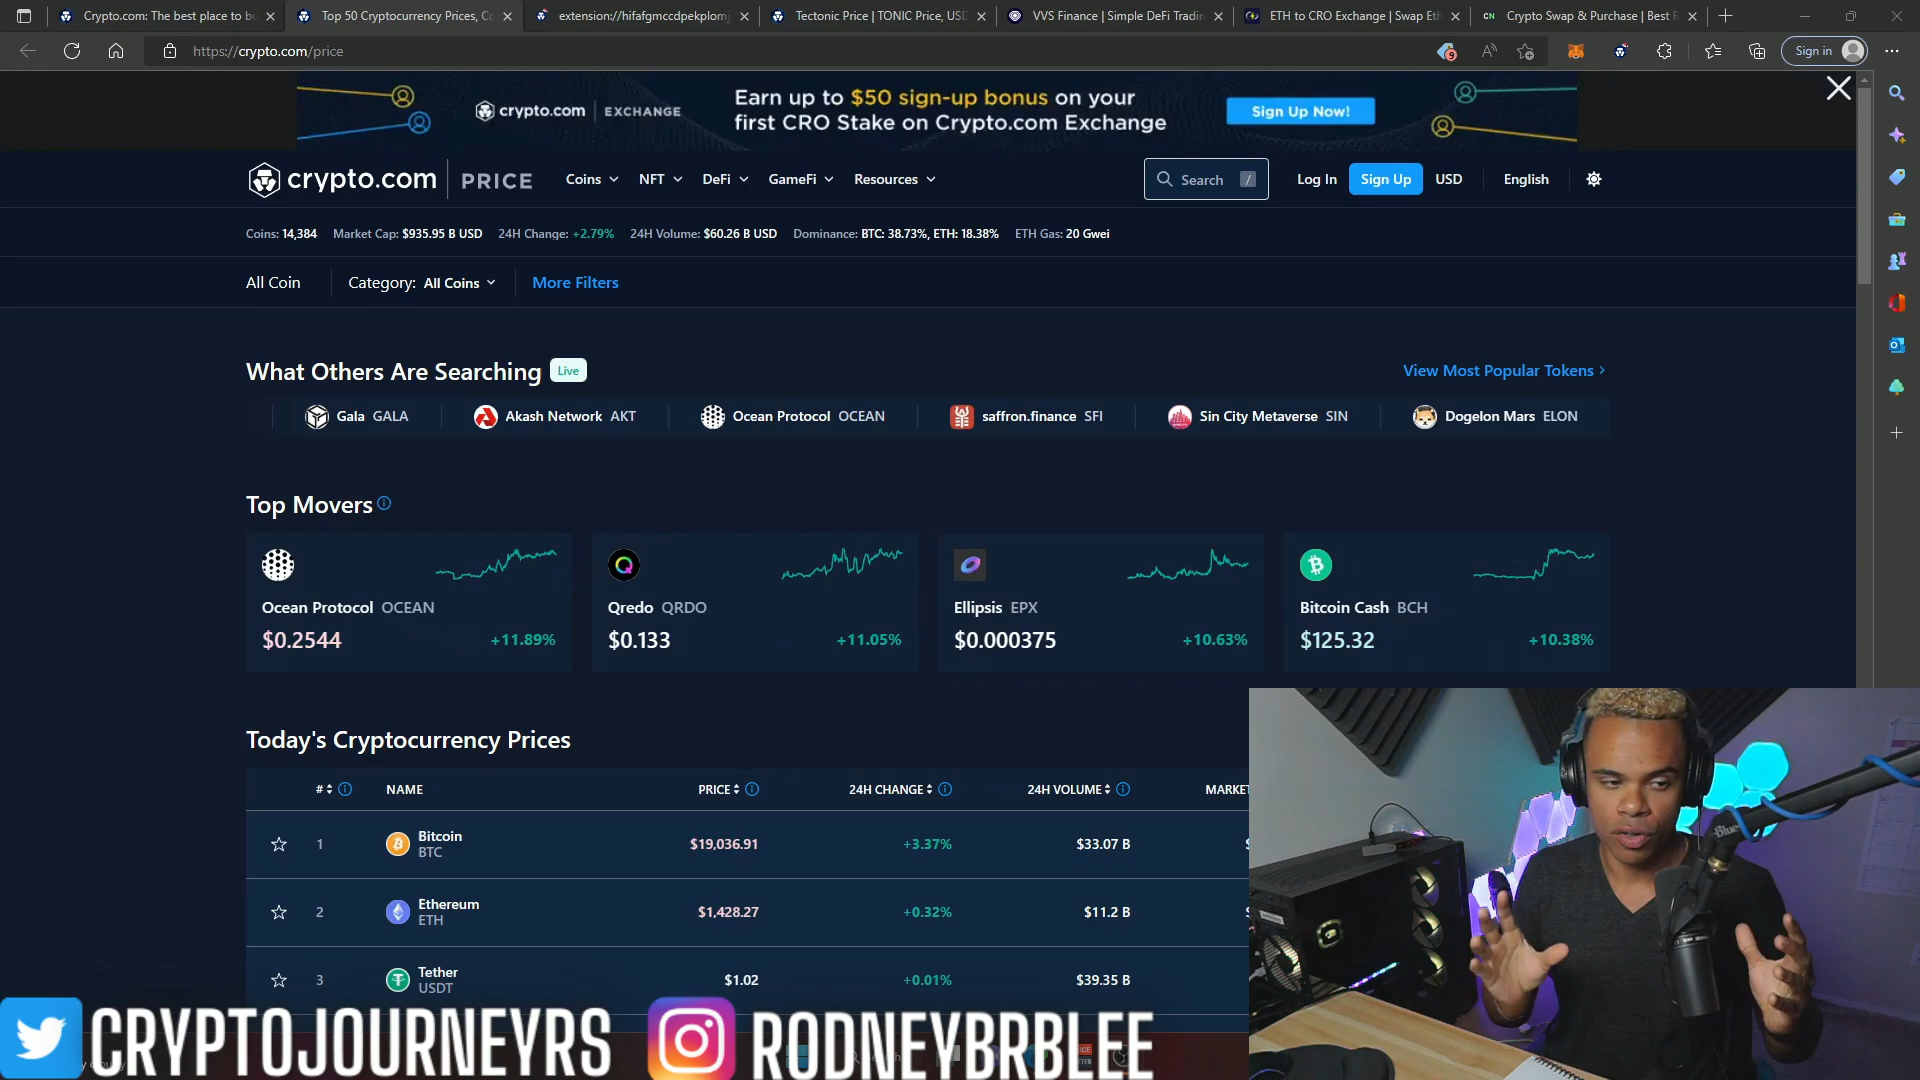 Crypto.com: The best place to bu
Top 50 Cryptocurrency Prices, Co
extension://hifafgmccdpekplomj
Tectonic Price | TONIC Price, USD
VVS Finance | Simple DeFi Tradin
ETH to CRO Exchange | Swap Eth
CN
Crypto Swap & Purchase | Best R
https://crypto.com/price
9
Sign in
crypto.com | EXCHANGE
Earn up to $50 sign-up bonus on your
first CRO Stake on Crypto.com Exchange
Sign Up Now!
crypto.com | PRICE
Coins
NFT
DeFi
GameFi
Resources
Search /
Log In
Sign Up
USD
English
Coins: 14,384
Market Cap: $935.95 B USD
24H Change: +2.79%
24H Volume: $60.26 B USD
Dominance: BTC: 38.73%, ETH: 18.38%
ETH Gas: 20 Gwei
All Coin
Category: All Coins
More Filters
What Others Are Searching
Live
View Most Popular Tokens
Gala GALA
Akash Network AKT
Ocean Protocol OCEAN
saffron.finance SFI
Sin City Metaverse SIN
Dogelon Mars ELON
Top Movers
Ocean Protocol OCEAN
$0.2544 +11.89%
Qredo QRDO
$0.133 +11.05%
Ellipsis EPX
$0.000375 +10.63%
Bitcoin Cash BCH
$125.32 +10.38%
Today's Cryptocurrency Prices
# NAME PRICE 24H CHANGE 24H VOLUME MARKET
1 Bitcoin BTC $19,036.91 +3.37% $33.07 B $
2 Ethereum ETH $1,428.27 +0.32% $11.2 B $
3 Tether USDT $1.02 +0.01% $39.35 B
Blue
CRYPTOJOURNEYRS
RODNEYBRBLEE